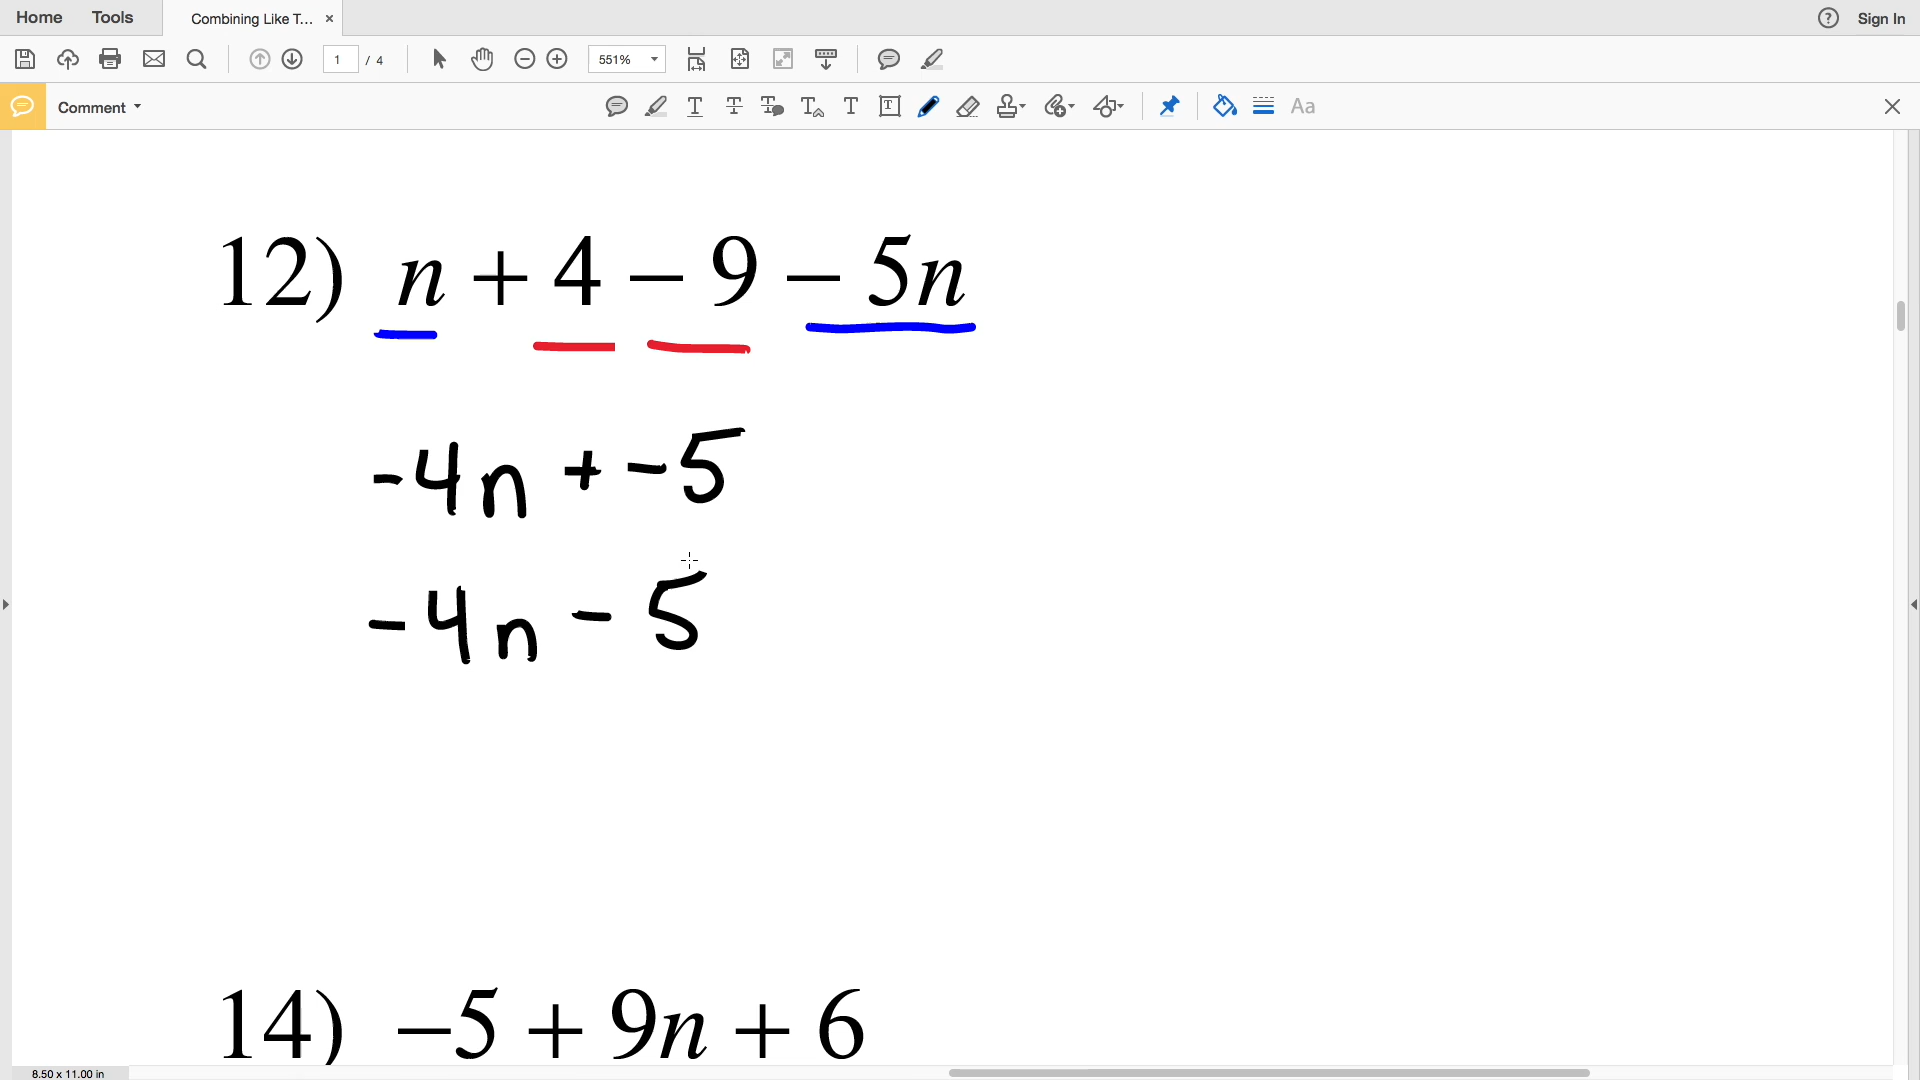 Home Tools Combining Like T... × ? Sign In
1 / 4 551%
Comment Aa
12) n + 4 − 9 − 5n
-4n + -5
-4n - 5
14) −5 + 9n + 6
8.50 x 11.00 in